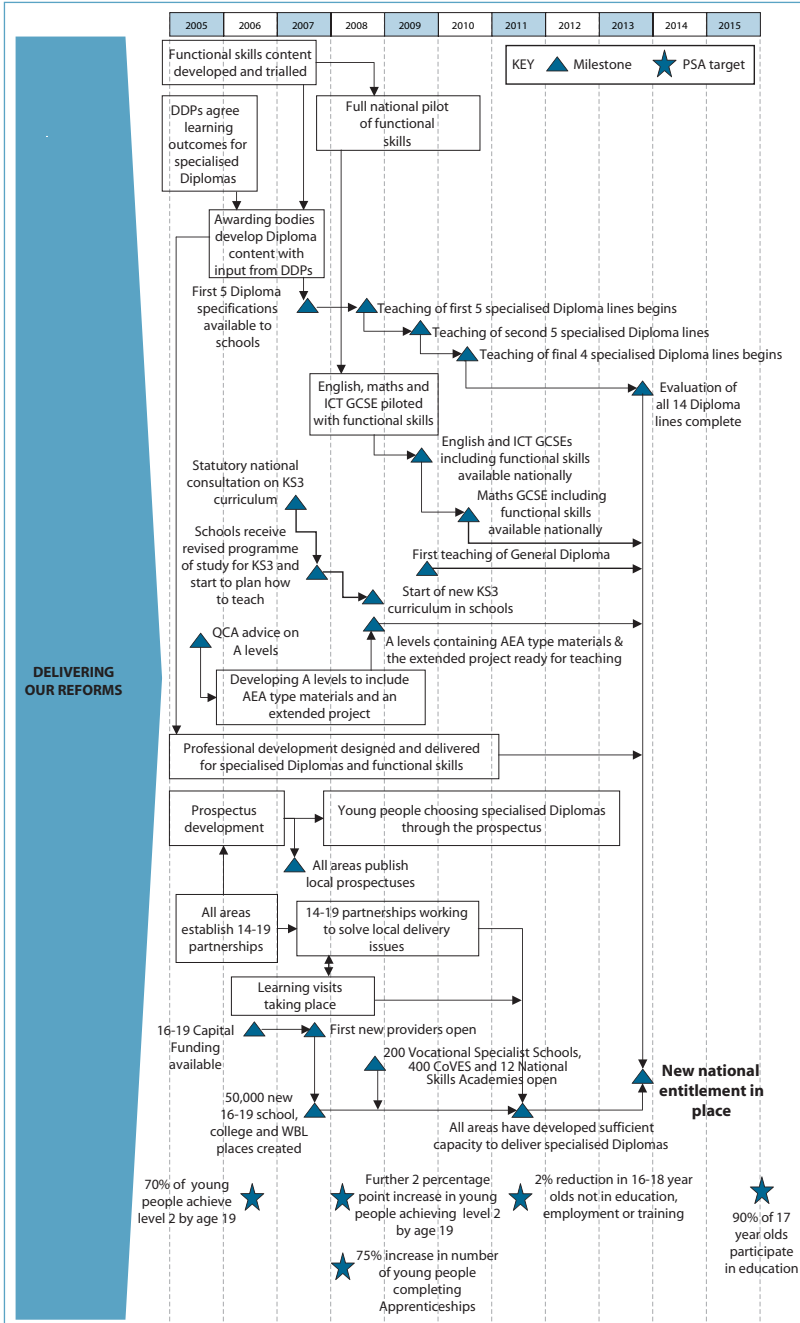 2005 2006 2007 2008 2009 2010 2011 2012 2013 2014 2015
Functional skills content
developed and trialled
KEY Milestone PSA target
DDPs agree
learning
outcomes for
specialised
Diplomas
Full national pilot
of functional
skills
Awarding bodies
develop Diploma
content with
input from DDPs
First 5 Diploma
specifications
available to
schools
Teaching of first 5 specialised Diploma lines begins
Teaching of second 5 specialised Diploma lines
Teaching of final 4 specialised Diploma lines begins
English, maths and
ICT GCSE piloted
with functional skills
Evaluation of
all 14 Diploma
lines complete
English and ICT GCSEs
including functional skills
available nationally
Statutory national
consultation on KS3
curriculum
Maths GCSE including
functional skills
available nationally
Schools receive
revised programme
of study for KS3 and
start to plan how
to teach
First teaching of General Diploma
Start of new KS3
curriculum in schools
QCA advice on
A levels
A levels containing AEA type materials &
the extended project ready for teaching
DELIVERING
OUR REFORMS
Developing A levels to include
AEA type materials and an
extended project
Professional development designed and delivered
for specialised Diplomas and functional skills
Prospectus
development
Young people choosing specialised Diplomas
through the prospectus
All areas publish
local prospectuses
All areas
establish 14-19
partnerships
14-19 partnerships working
to solve local delivery
issues
Learning visits
taking place
16-19 Capital
Funding
available
First new providers open
200 Vocational Specialist Schools,
400 CoVES and 12 National
Skills Academies open
New national
entitlement in
place
50,000 new
16-19 school,
college and WBL
places created
All areas have developed sufficient
capacity to deliver specialised Diplomas
70% of young
people achieve
level 2 by age 19
Further 2 percentage
point increase in young
people achieving level 2
by age 19
2% reduction in 16-18 year
olds not in education,
employment or training
90% of 17
year olds
participate
in education
75% increase in number
of young people
completing
Apprenticeships